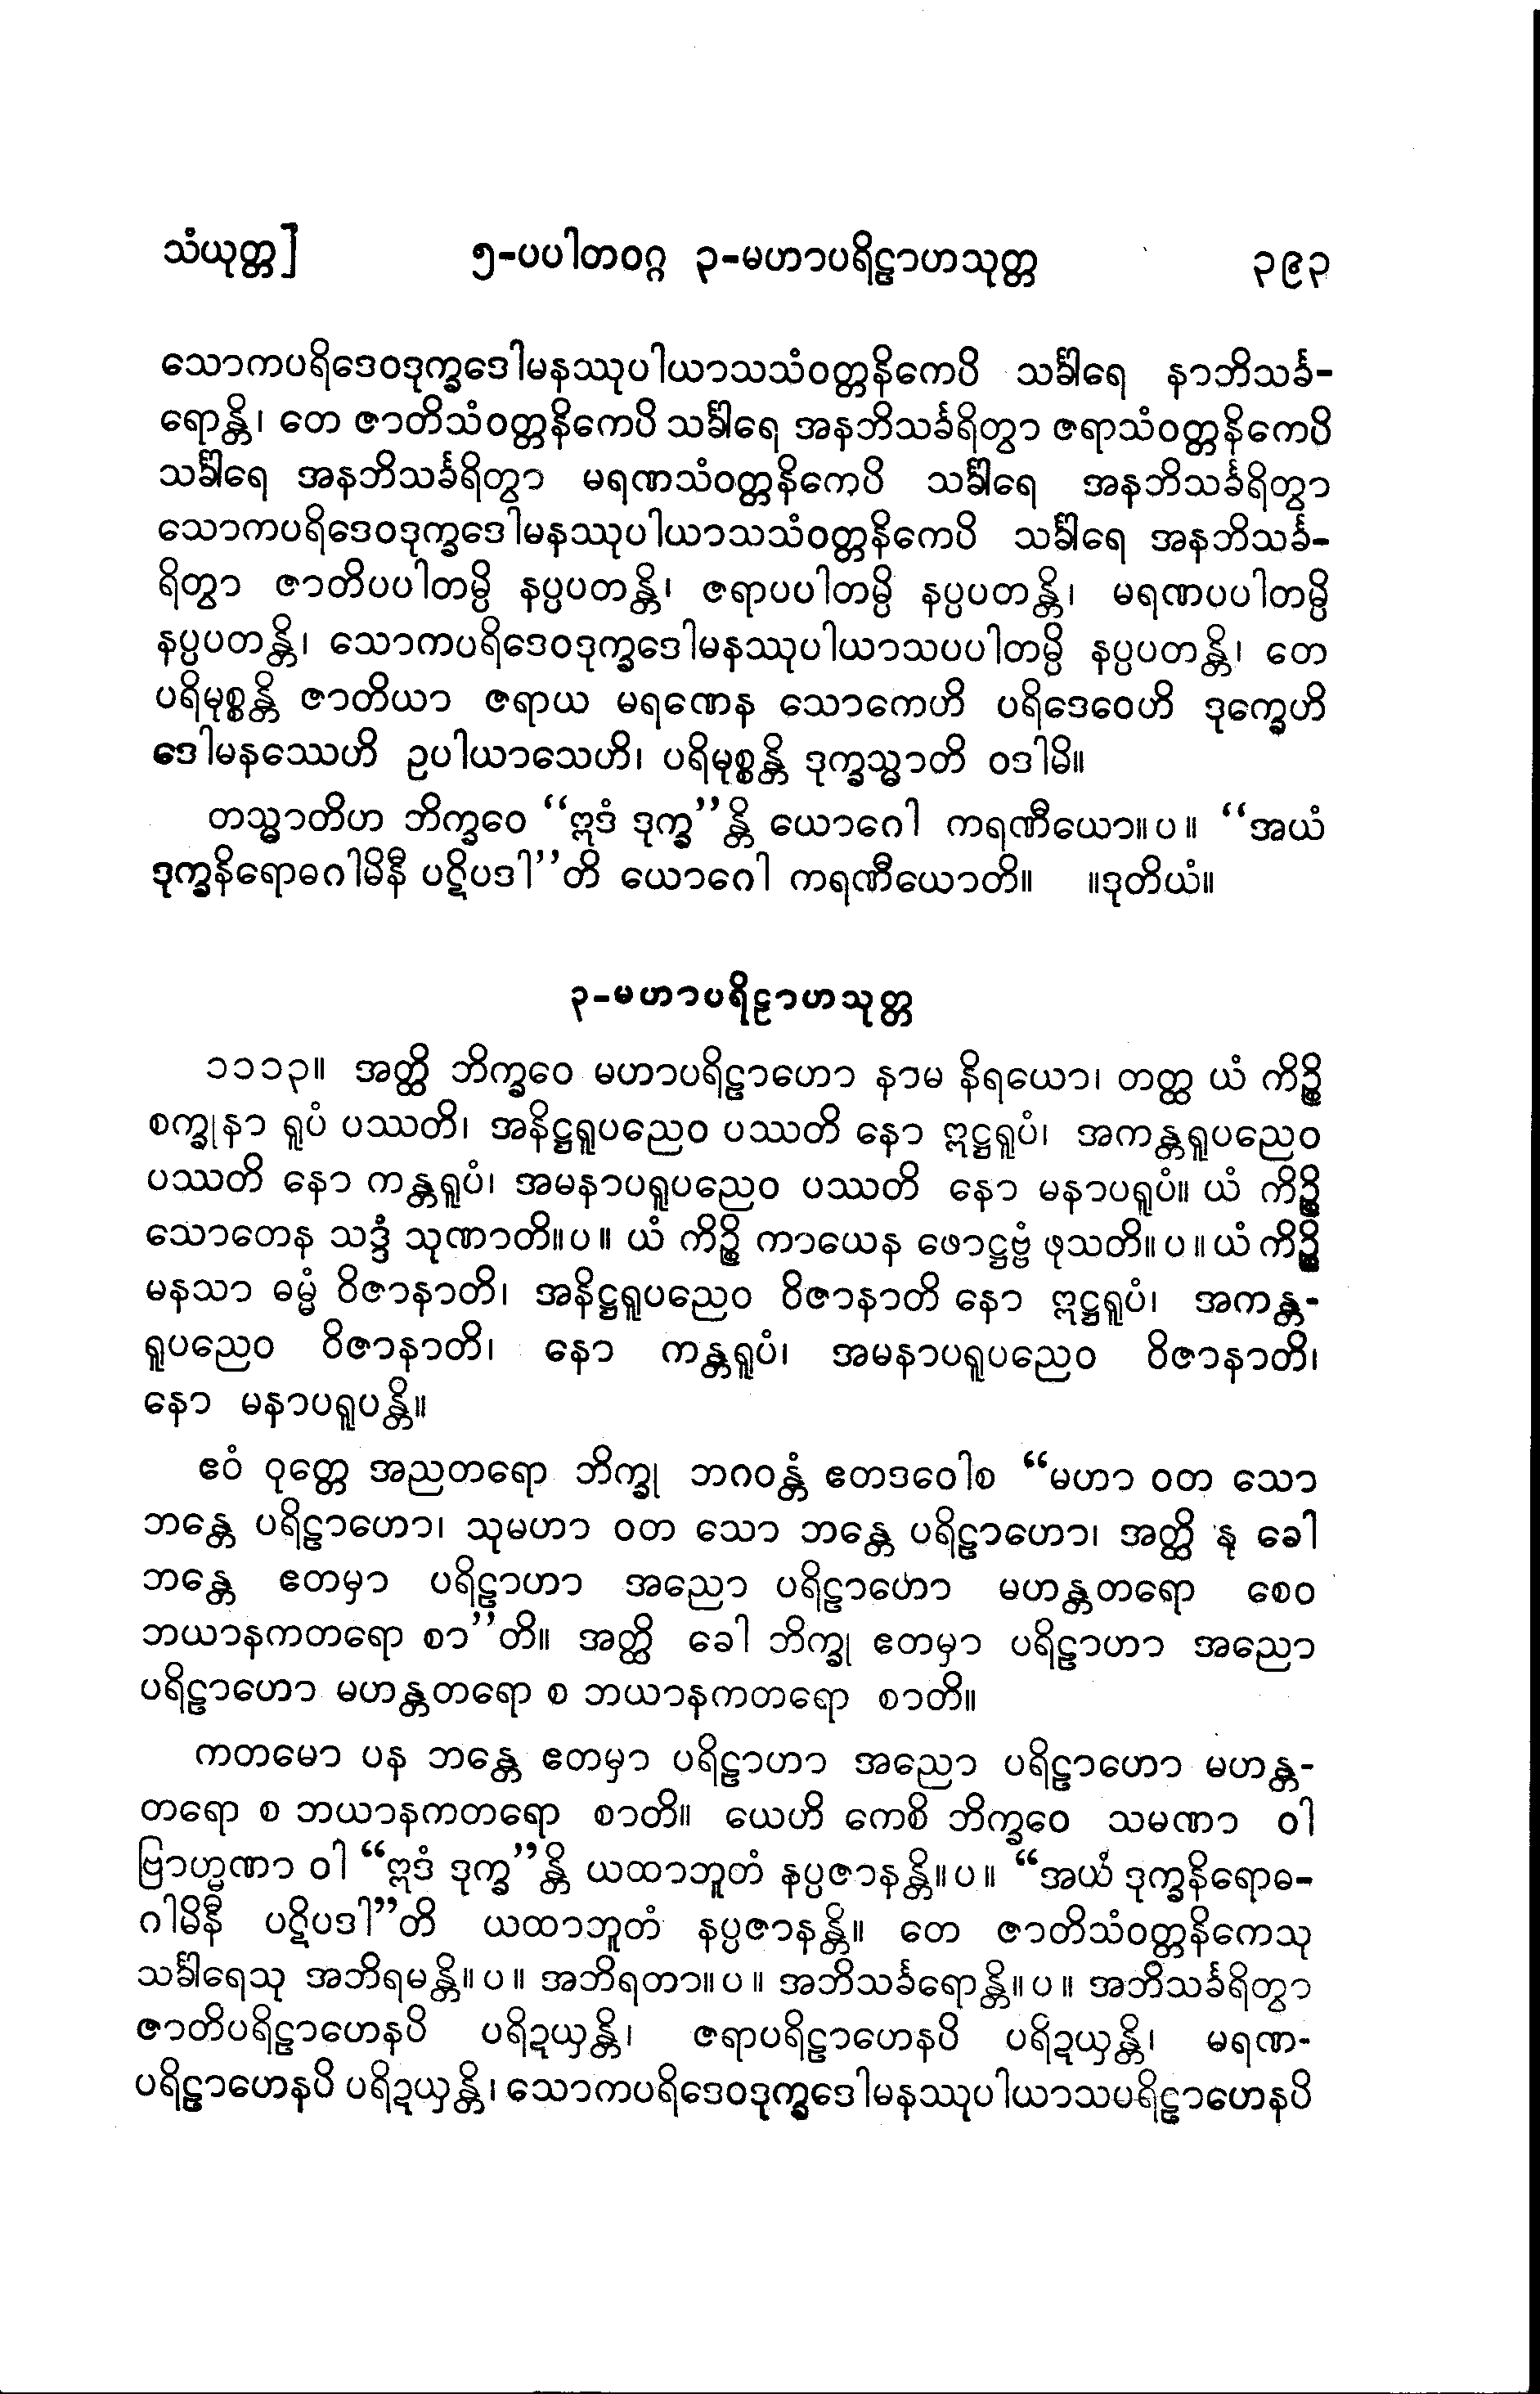 သံယုတ္တ]  ၅-ပပါတဝဂ္ဂ ၃-မဟာပရိဠာဟသုတ္တ  ၃၉၃
သောကပရိဒေဝဒုက္ခဒေါမနဿုပါယာသသံဝတ္တနိကေပိ သင်္ခါရေ နာဘိသင်္ခ-
ရောန္တိ၊ တေ ဇာတိသံဝတ္တနိကေပိ သင်္ခါရေ အနဘိသင်္ခရိတွာ ဇရာသံဝတ္တနိကေပိ
သင်္ခါရေ အနဘိသင်္ခရိတွာ မရဏသံဝတ္တနိကေပိ သင်္ခါရေ အနဘိသင်္ခရိတွာ
သောကပရိဒေဝဒုက္ခဒေါမနဿုပါယာသသံဝတ္တနိကေပိ သင်္ခါရေ အနဘိသင်္ခ-
ရိတွာ ဇာတိပပါတမ္ပိ နပ္ပပတန္တိ၊ ဇရာပပါတမ္ပိ နပ္ပပတန္တိ၊ မရဏပပါတမ္ပိ
နပ္ပပတန္တိ၊ သောကပရိဒေဝဒုက္ခဒေါမနဿုပါယာသပပါတမ္ပိ နပ္ပပတန္တိ၊ တေ
ပရိမုစ္စန္တိ ဇာတိယာ ဇရာယ မရဏေန သောကေဟိ ပရိဒေဝေဟိ ဒုက္ခေဟိ
ဒေါမနဿေဟိ ဥပါယာသေဟိ၊ ပရိမုစ္စန္တိ ဒုက္ခသ္မာတိ ဝဒါမိ။
တသ္မာတိဟ ဘိက္ခဝေ “ဣဒံ ဒုက္ခ”န္တိ ယောဂေါ ကရဏီယော။ပ။ “အယံ
ဒုက္ခနိရောဓဂါမိနီ ပဋိပဒါ”တိ ယောဂေါ ကရဏီယောတိ။ ။ဒုတိယံ။
၃-မဟာပရိဠာဟသုတ္တ
၁၁၁၃။ အတ္ထိ ဘိက္ခဝေ မဟာပရိဠာဟော နာမ နိရယော၊ တတ္ထ ယံ ကိဉ္စိ
စက္ခုနာ ရူပံ ပဿတိ၊ အနိဋ္ဌရူပညေဝ ပဿတိ နော ဣဋ္ဌရူပံ၊ အကန္တရူပညေဝ
ပဿတိ နော ကန္တရူပံ၊ အမနာပရူပညေဝ ပဿတိ နော မနာပရူပံ။ ယံ ကိဉ္စိ
သောတေန သဒ္ဒံ သုဏာတိ။ပ။ ယံ ကိဉ္စိ ကာယေန ဖောဋ္ဌဗ္ဗံ ဖုသတိ။ပ။ ယံ ကိဉ္စိ
မနသာ ဓမ္မံ ဝိဇာနာတိ၊ အနိဋ္ဌရူပညေဝ ဝိဇာနာတိ နော ဣဋ္ဌရူပံ၊ အကန္တ-
ရူပညေဝ ဝိဇာနာတိ၊ နော ကန္တရူပံ၊ အမနာပရူပညေဝ ဝိဇာနာတိ၊
နော မနာပရူပန္တိ။
ဧဝံ ဝုတ္တေ အညတရော ဘိက္ခု ဘဂဝန္တံ ဧတဒဝေါစ “မဟာ ဝတ သော
ဘန္တေ ပရိဠာဟော၊ သုမဟာ ဝတ သော ဘန္တေ ပရိဠာဟော၊ အတ္ထိ နု ခေါ
ဘန္တေ ဧတမှာ ပရိဠာဟာ အညော ပရိဠာဟော မဟန္တတရော စေဝ
ဘယာနကတရော စာ”တိ။ အတ္ထိ ခေါ ဘိက္ခု ဧတမှာ ပရိဠာဟာ အညော
ပရိဠာဟော မဟန္တတရော စ ဘယာနကတရော စာတိ။
ကတမော ပန ဘန္တေ ဧတမှာ ပရိဠာဟာ အညော ပရိဠာဟော မဟန္တ-
တရော စ ဘယာနကတရော စာတိ။ ယေဟိ ကေစိ ဘိက္ခဝေ သမဏာ ဝါ
ဗြာဟ္မဏာ ဝါ “ဣဒံ ဒုက္ခ”န္တိ ယထာဘူတံ နပ္ပဇာနန္တိ။ပ။ “အယံ ဒုက္ခနိရောဓ-
ဂါမိနီ ပဋိပဒါ”တိ ယထာဘူတံ နပ္ပဇာနန္တိ။ တေ ဇာတိသံဝတ္တနိကေသု
သင်္ခါရေသု အဘိရမန္တိ။ပ။ အဘိရတာ။ပ။ အဘိသင်္ခရောန္တိ။ပ။ အဘိသင်္ခရိတွာ
ဇာတိပရိဠာဟေနပိ ပရိဍယှန္တိ၊ ဇရာပရိဠာဟေနပိ ပရိဍယှန္တိ၊ မရဏ-
ပရိဠာဟေနပိ ပရိဍယှန္တိ၊ သောကပရိဒေဝဒုက္ခဒေါမနဿုပါယာသပရိဠာဟေနပိ